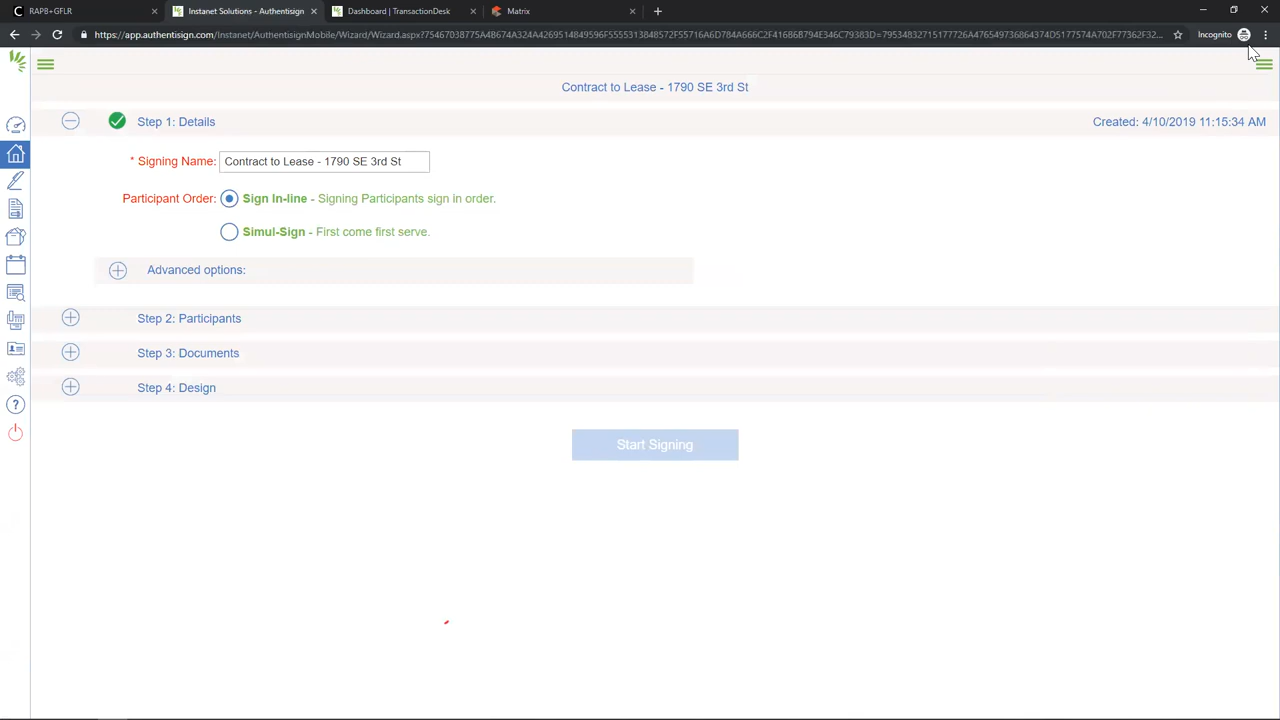 RAP8+GFLR
Instanet Solutions - Authentisign
Dashboard | TransactionDesk
Matrix
Incognito
Contract to Lease - 1790 SE 3rd St
Step 1: Details
Created: 4/10/2019 11:15:34 AM
* Signing Name: Contract to Lease - 1790 SE 3rd St
Participant Order: Sign In-line - Signing Participants sign in order.
Simul-Sign - First come first serve.
Advanced options:
Step 2: Participants
Step 3: Documents
Step 4: Design
Start Signing